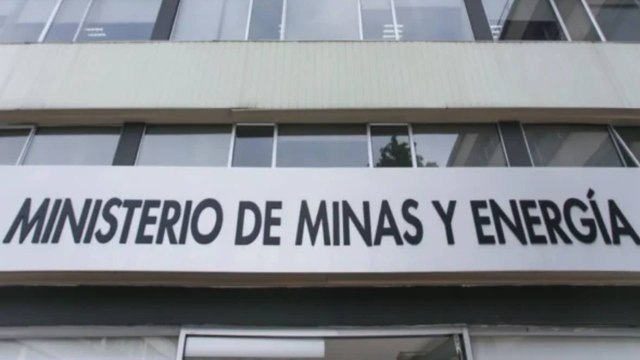 MINISTERIO DE MINAS Y ENERGÍA